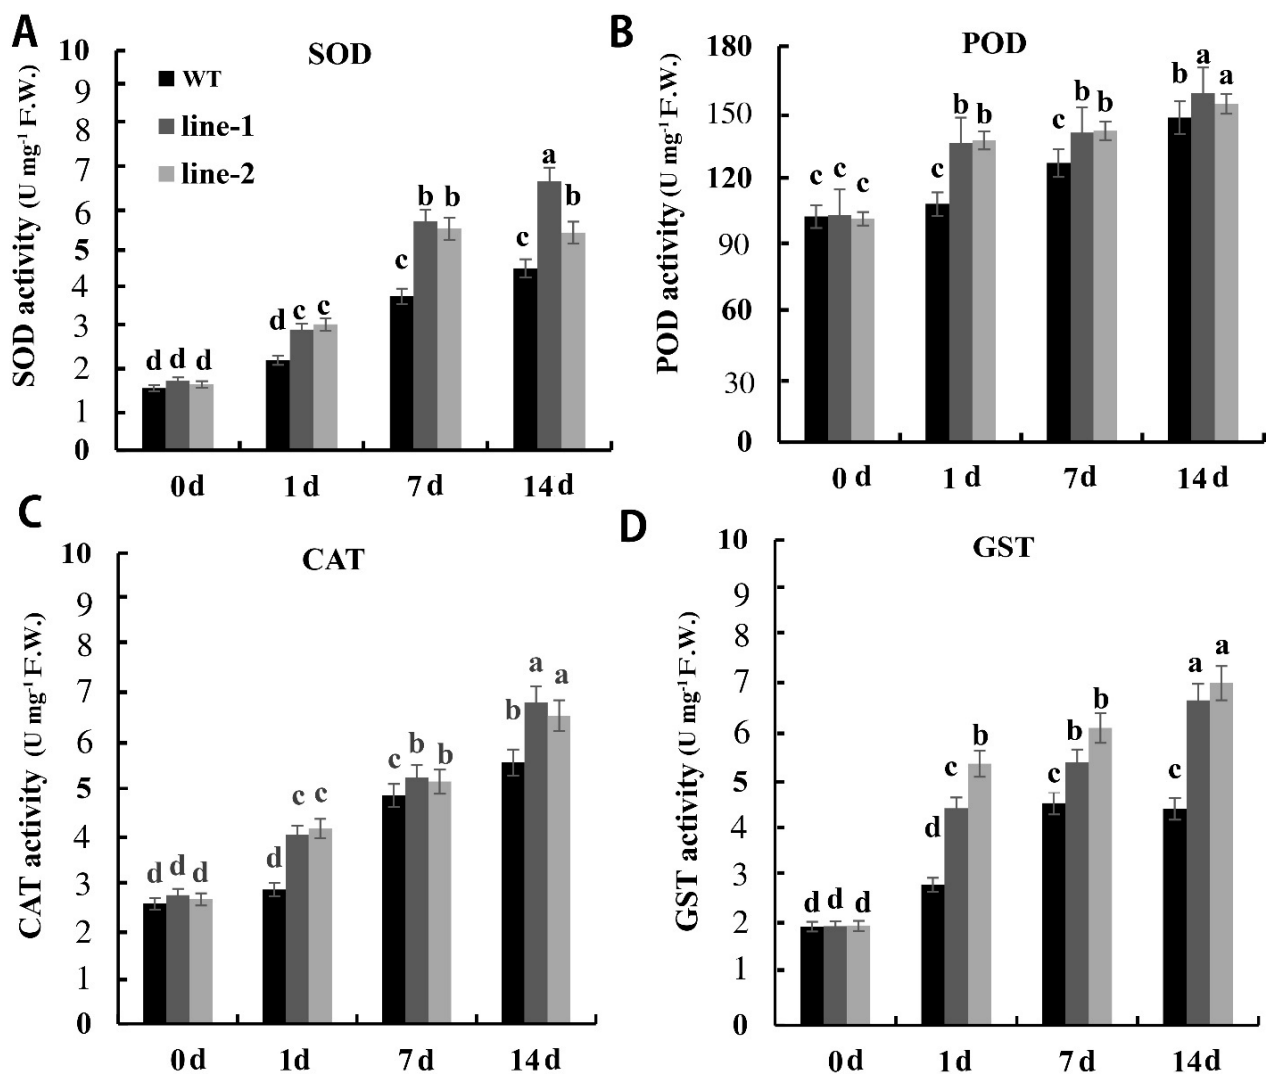 A
SOD
10
9
8
7
6
5
4
3
2
1
0
SOD activity (U mg⁻¹ F.W.)
WT
line-1
line-2
d d d
d c c
c b b
c a b
0 d 1 d 7 d 14 d
B
POD
180
150
120
90
60
30
0
POD activity (U mg⁻¹ F.W.)
c c c
c b b
c b b
b a a
0 d 1 d 7 d 14 d
C
CAT
10
9
8
7
6
5
4
3
2
1
0
CAT activity (U mg⁻¹ F.W.)
d d d
d c c
c b b
b a a
0 d 1 d 7 d 14 d
D
GST
10
9
8
7
6
5
4
3
2
1
0
GST activity (U mg⁻¹ F.W.)
d d d
d c b
c b b
c a a
0 d 1 d 7 d 14 d